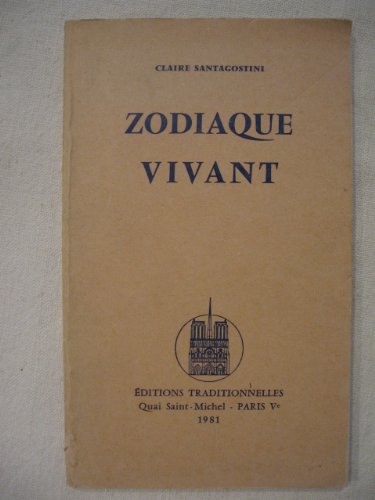 CLAIRE SANTAGOSTINI
ZODIAQUE
VIVANT
ÉDITIONS TRADITIONNELLES
Quai Saint-Michel - PARIS Ve
1981